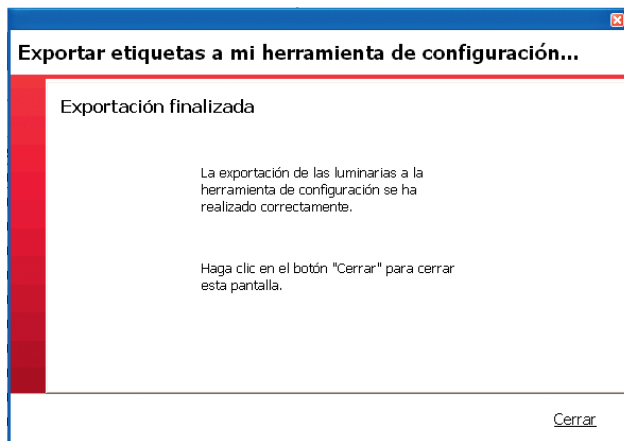 Exportar etiquetas a mi herramienta de configuración...
Exportación finalizada
La exportación de las luminarias a la
herramienta de configuración se ha
realizado correctamente.
Haga clic en el botón "Cerrar" para cerrar
esta pantalla.
Cerrar